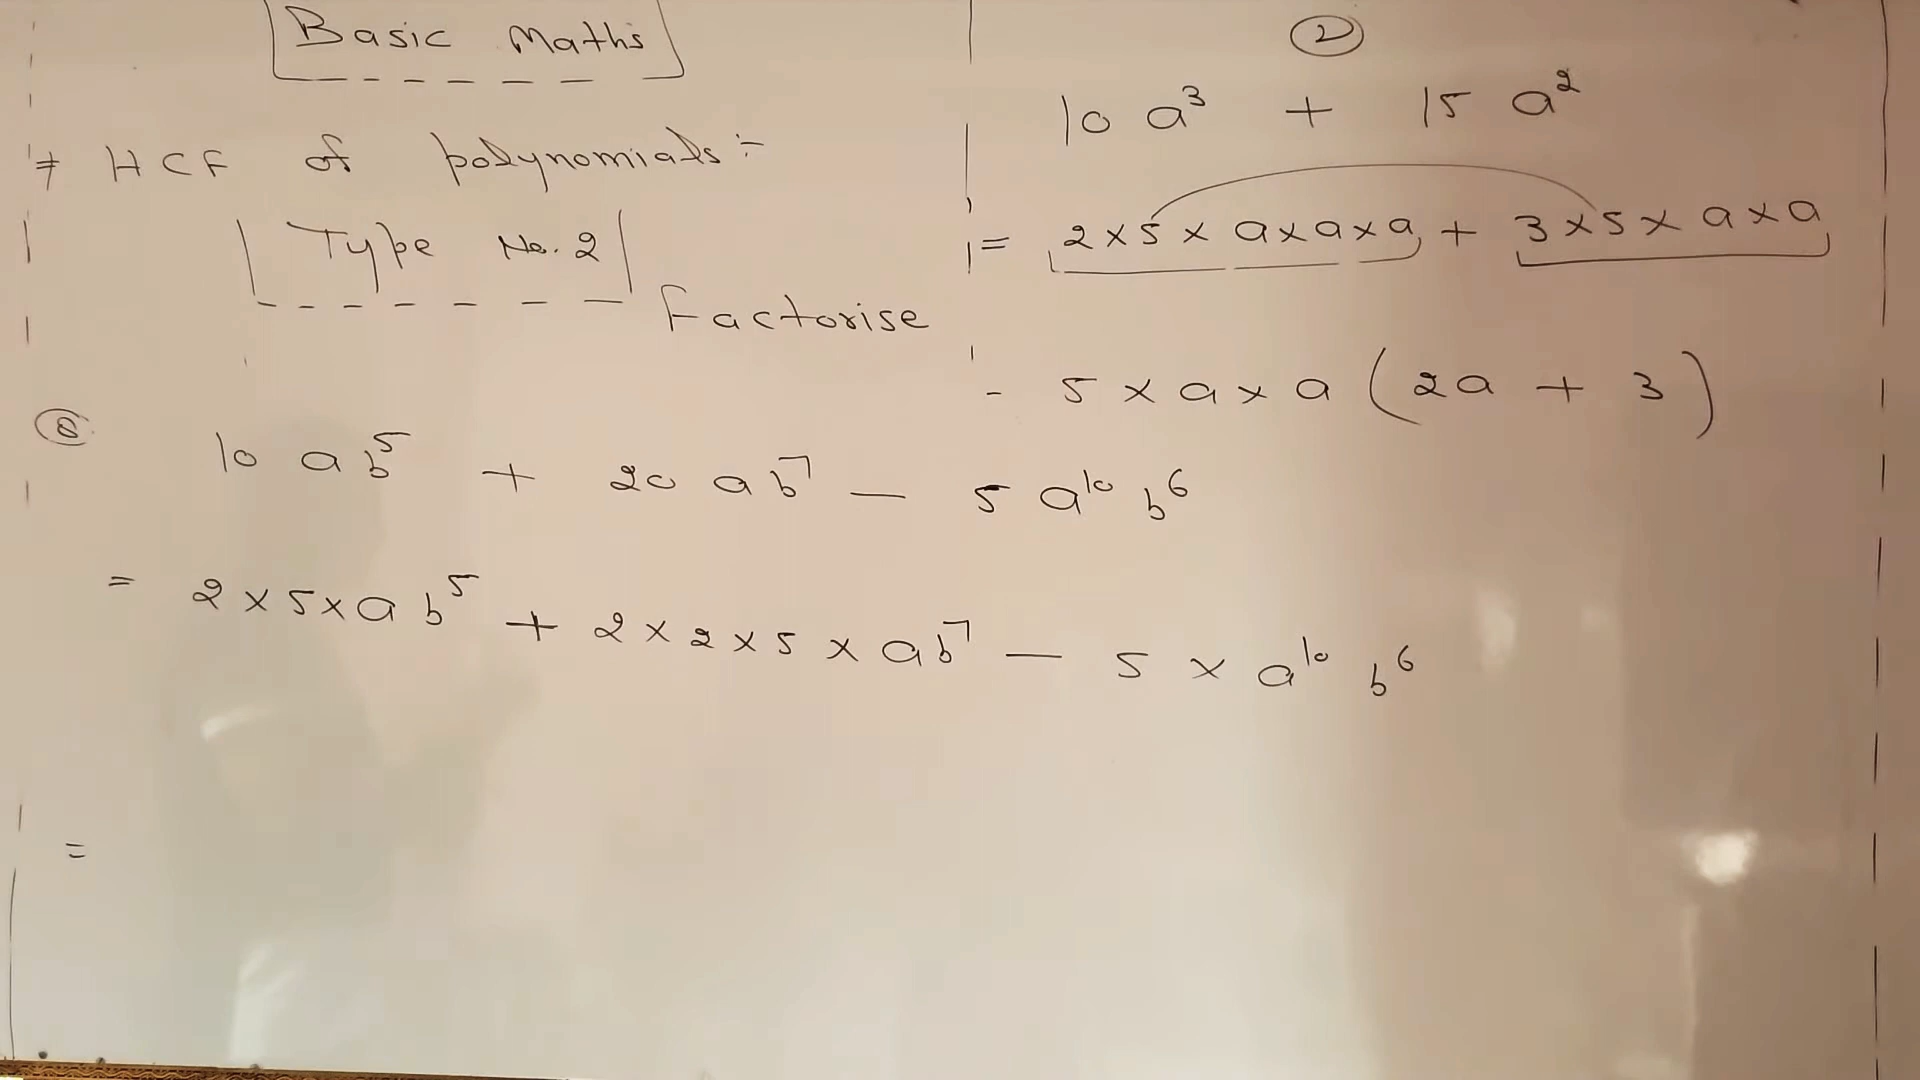 Basic Maths
⇒ HCF of polynomials :-
Type No. 2
Factorise
②
10 a³ + 15 a²
= 2 × 5 × a × a × a + 3 × 5 × a × a
- 5 × a × a ( 2a + 3 )
⑧
10 a b⁵ + 20 a b⁷ — 5 a¹⁰ b⁶
= 2 × 5 × a b⁵ + 2 × 2 × 5 × a b⁷ — 5 × a¹⁰ b⁶
=